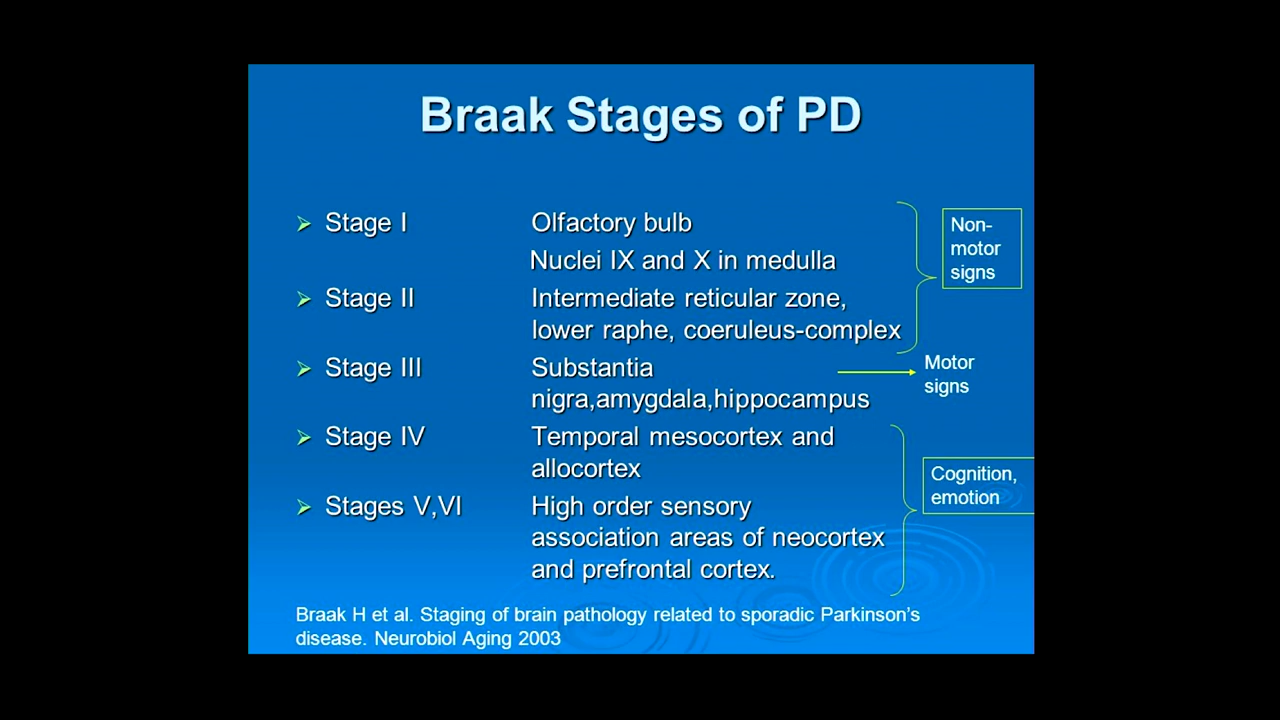 Braak Stages of PD
Stage I Olfactory bulb
Nuclei IX and X in medulla
Non-
motor
signs
Stage II Intermediate reticular zone,
lower raphe, coeruleus-complex
Stage III Substantia
nigra,amygdala,hippocampus
Motor
signs
Stage IV Temporal mesocortex and
allocortex
Stages V,VI High order sensory
association areas of neocortex
and prefrontal cortex.
Cognition,
emotion
Braak H et al. Staging of brain pathology related to sporadic Parkinson’s
disease. Neurobiol Aging 2003